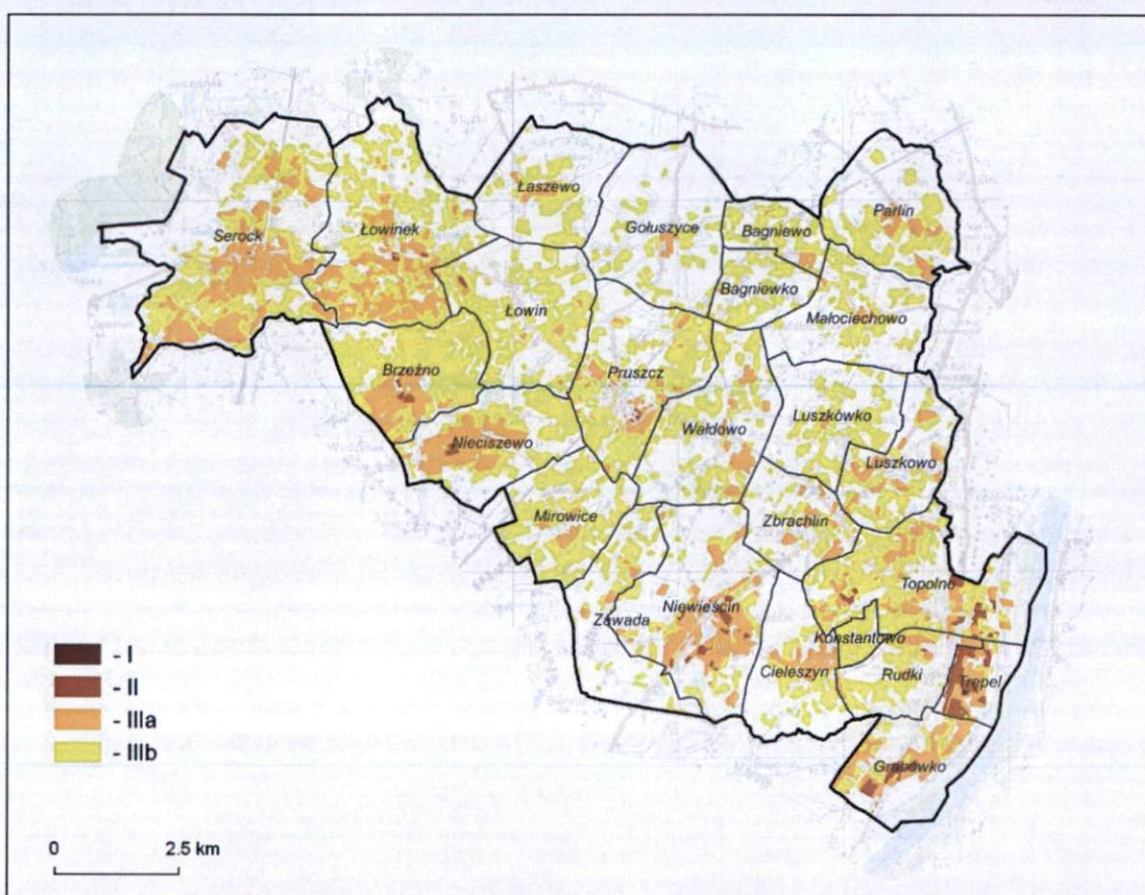 Łaszewo
Parlin
Serock
Łowinek
Gołuszyce
Bagniewo
Bagniewko
Łowin
Małociechowo
Brzeźno
Pruszcz
Luszkówko
Wałdowo
Nieciszewo
Luszkowo
Mirowice
Zbrachlin
Topolno
Niewieścin
Zawada
Konstantowo
Cieleszyn
Rudki
Trępel
Grabówko
- I
- II
- IIIa
- IIIb
0 2.5 km